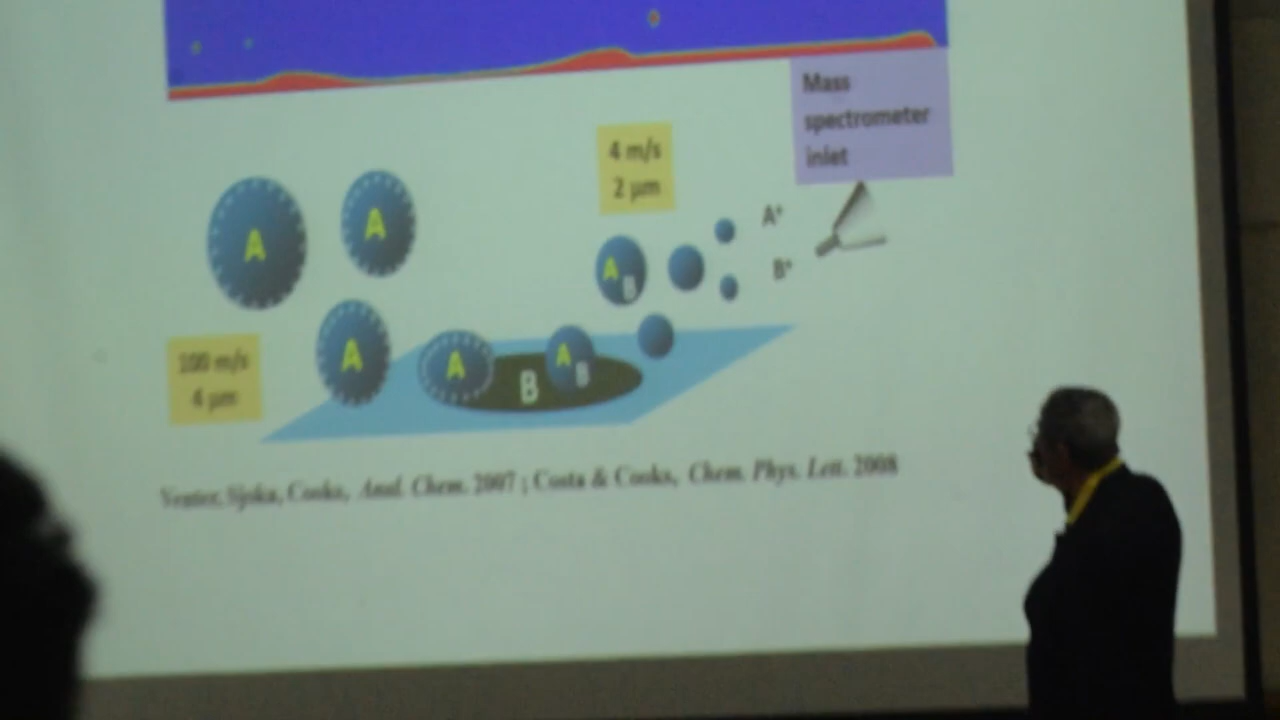 Mass
spectrometer
inlet
4 m/s
2 µm
A
A
A⁺
A
B
B⁺
100 m/s
4 µm
A
A
B
A
B
Venter, Sijoka, Cooks, Anal. Chem. 2007 ; Costa & Cooks, Chem. Phys. Lett. 2008